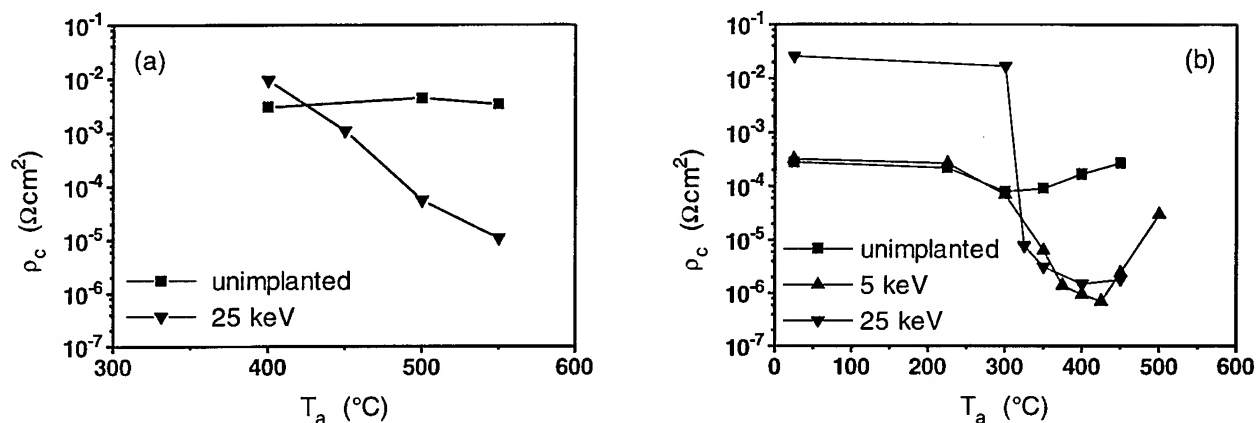 (a)
10⁻¹
10⁻²
10⁻³
10⁻⁴
10⁻⁵
10⁻⁶
10⁻⁷
ρc (Ωcm²)
unimplanted
25 keV
300 400 500 600
Ta (°C)
(b)
10⁻¹
10⁻²
10⁻³
10⁻⁴
10⁻⁵
10⁻⁶
10⁻⁷
ρc (Ωcm²)
unimplanted
5 keV
25 keV
0 100 200 300 400 500 600
Ta (°C)